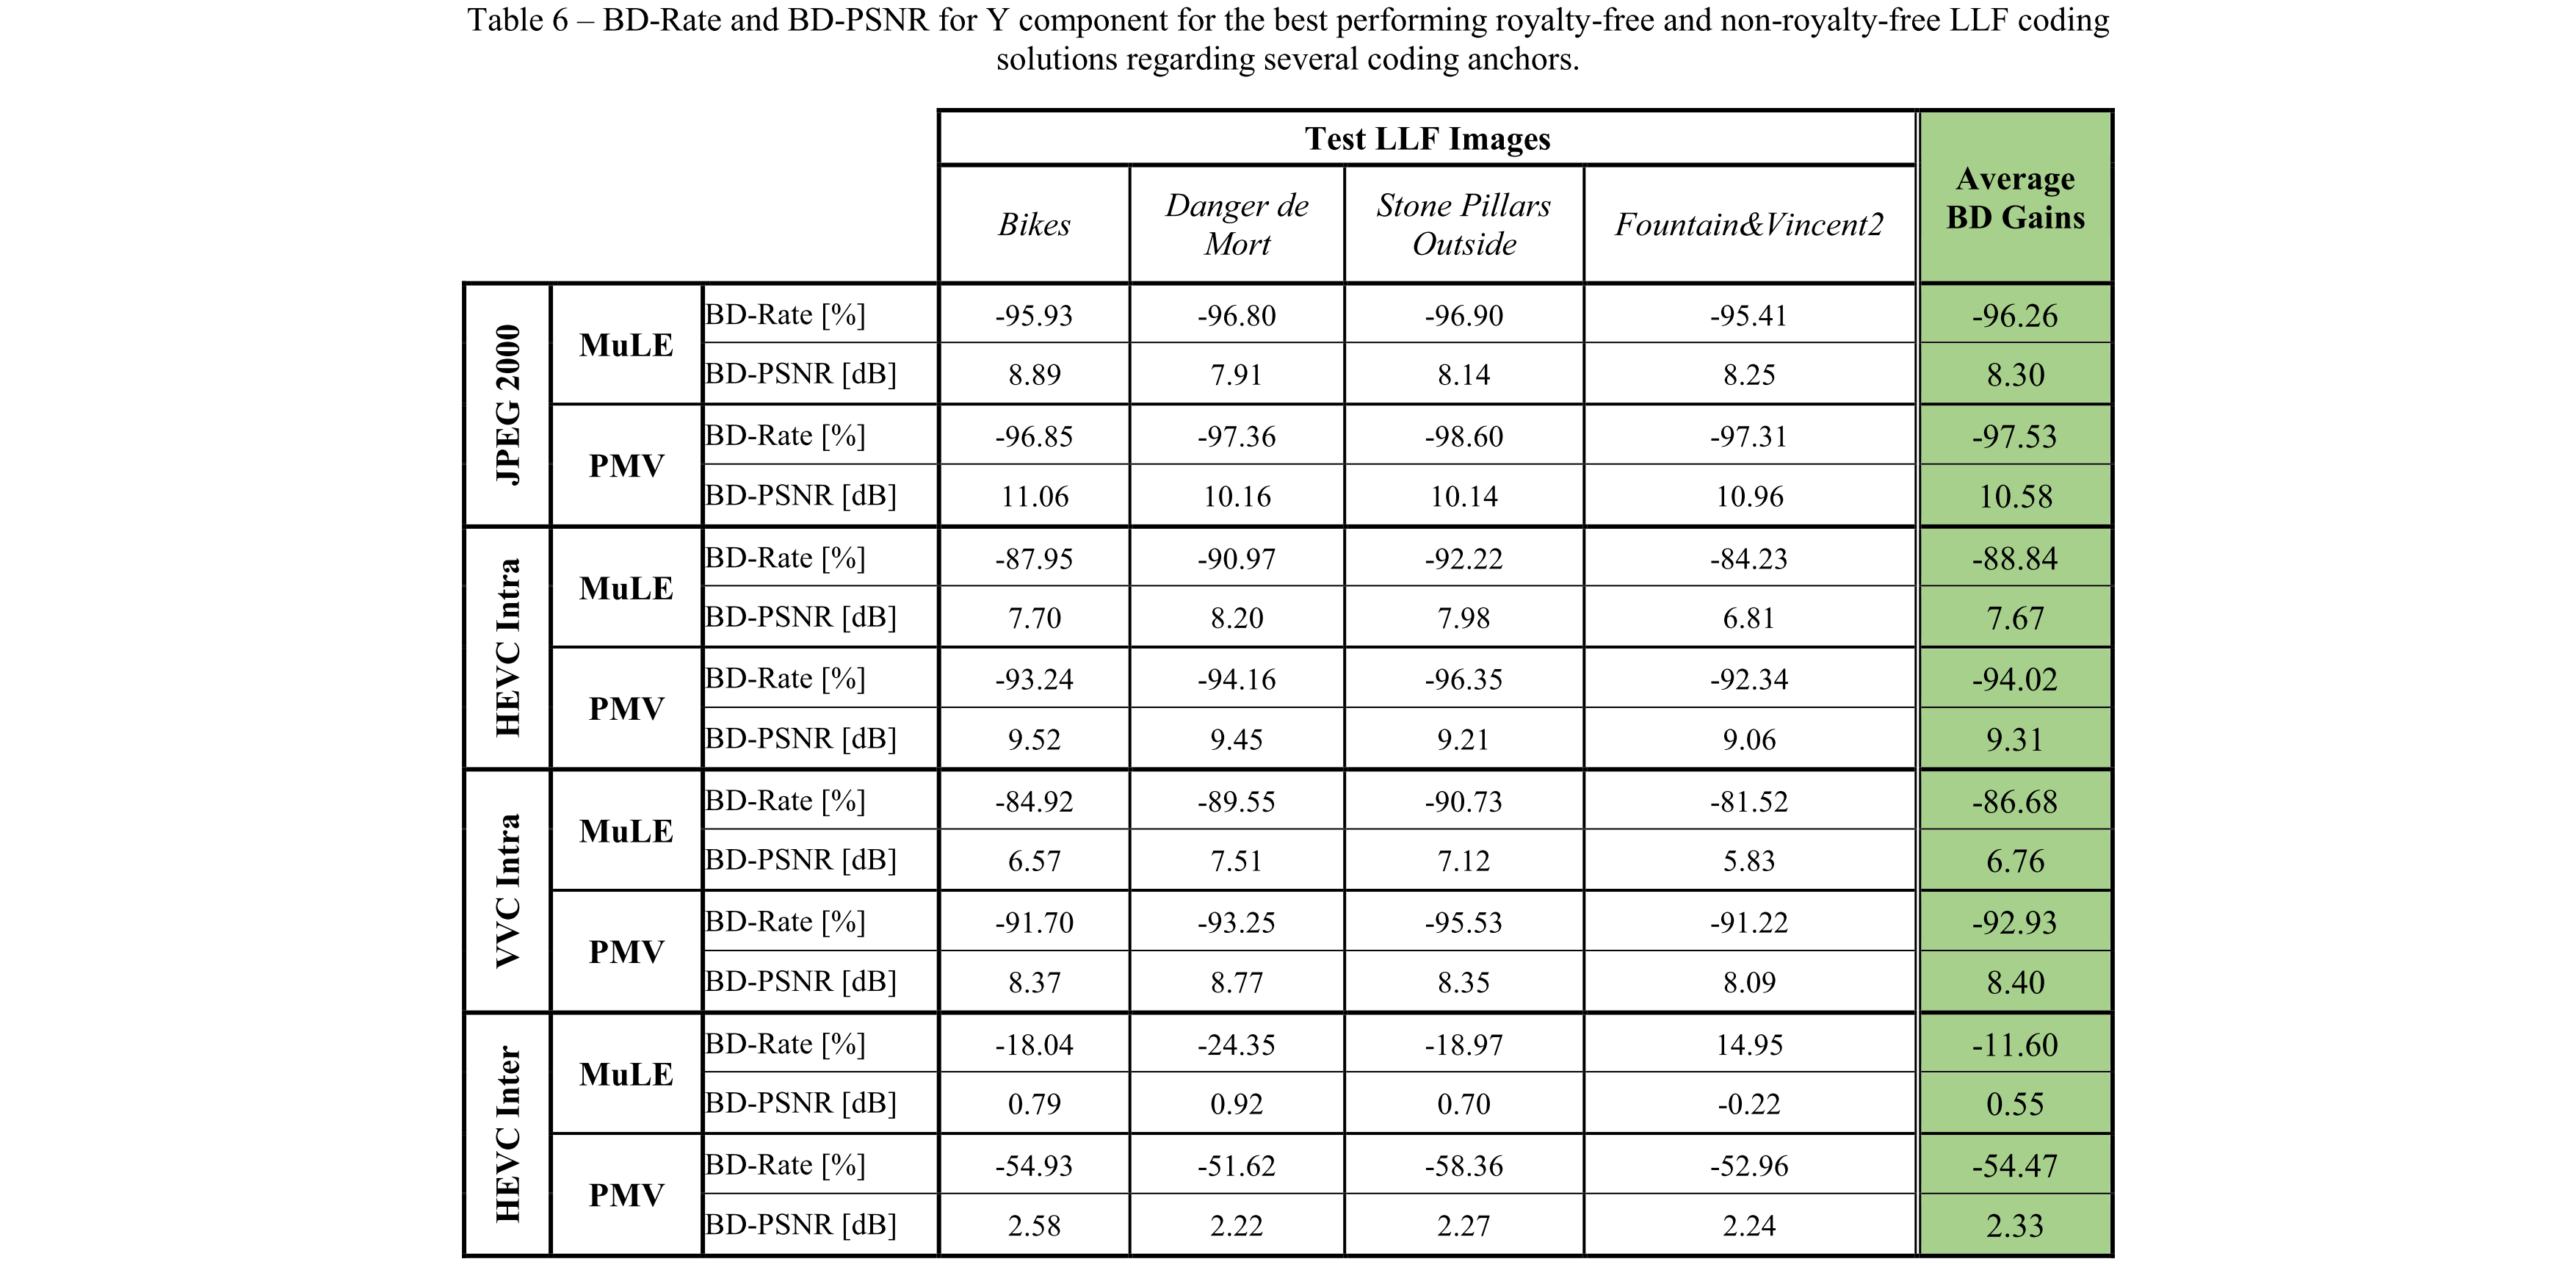 Table 6 – BD-Rate and BD-PSNR for Y component for the best performing royalty-free and non-royalty-free LLF coding
solutions regarding several coding anchors.
Test LLF Images
Average
BD Gains
Bikes
Danger de
Mort
Stone Pillars
Outside
Fountain&Vincent2
JPEG 2000
MuLE
BD-Rate [%] -95.93 -96.80 -96.90 -95.41 -96.26
BD-PSNR [dB] 8.89 7.91 8.14 8.25 8.30
PMV
BD-Rate [%] -96.85 -97.36 -98.60 -97.31 -97.53
BD-PSNR [dB] 11.06 10.16 10.14 10.96 10.58
HEVC Intra
MuLE
BD-Rate [%] -87.95 -90.97 -92.22 -84.23 -88.84
BD-PSNR [dB] 7.70 8.20 7.98 6.81 7.67
PMV
BD-Rate [%] -93.24 -94.16 -96.35 -92.34 -94.02
BD-PSNR [dB] 9.52 9.45 9.21 9.06 9.31
VVC Intra
MuLE
BD-Rate [%] -84.92 -89.55 -90.73 -81.52 -86.68
BD-PSNR [dB] 6.57 7.51 7.12 5.83 6.76
PMV
BD-Rate [%] -91.70 -93.25 -95.53 -91.22 -92.93
BD-PSNR [dB] 8.37 8.77 8.35 8.09 8.40
HEVC Inter
MuLE
BD-Rate [%] -18.04 -24.35 -18.97 14.95 -11.60
BD-PSNR [dB] 0.79 0.92 0.70 -0.22 0.55
PMV
BD-Rate [%] -54.93 -51.62 -58.36 -52.96 -54.47
BD-PSNR [dB] 2.58 2.22 2.27 2.24 2.33